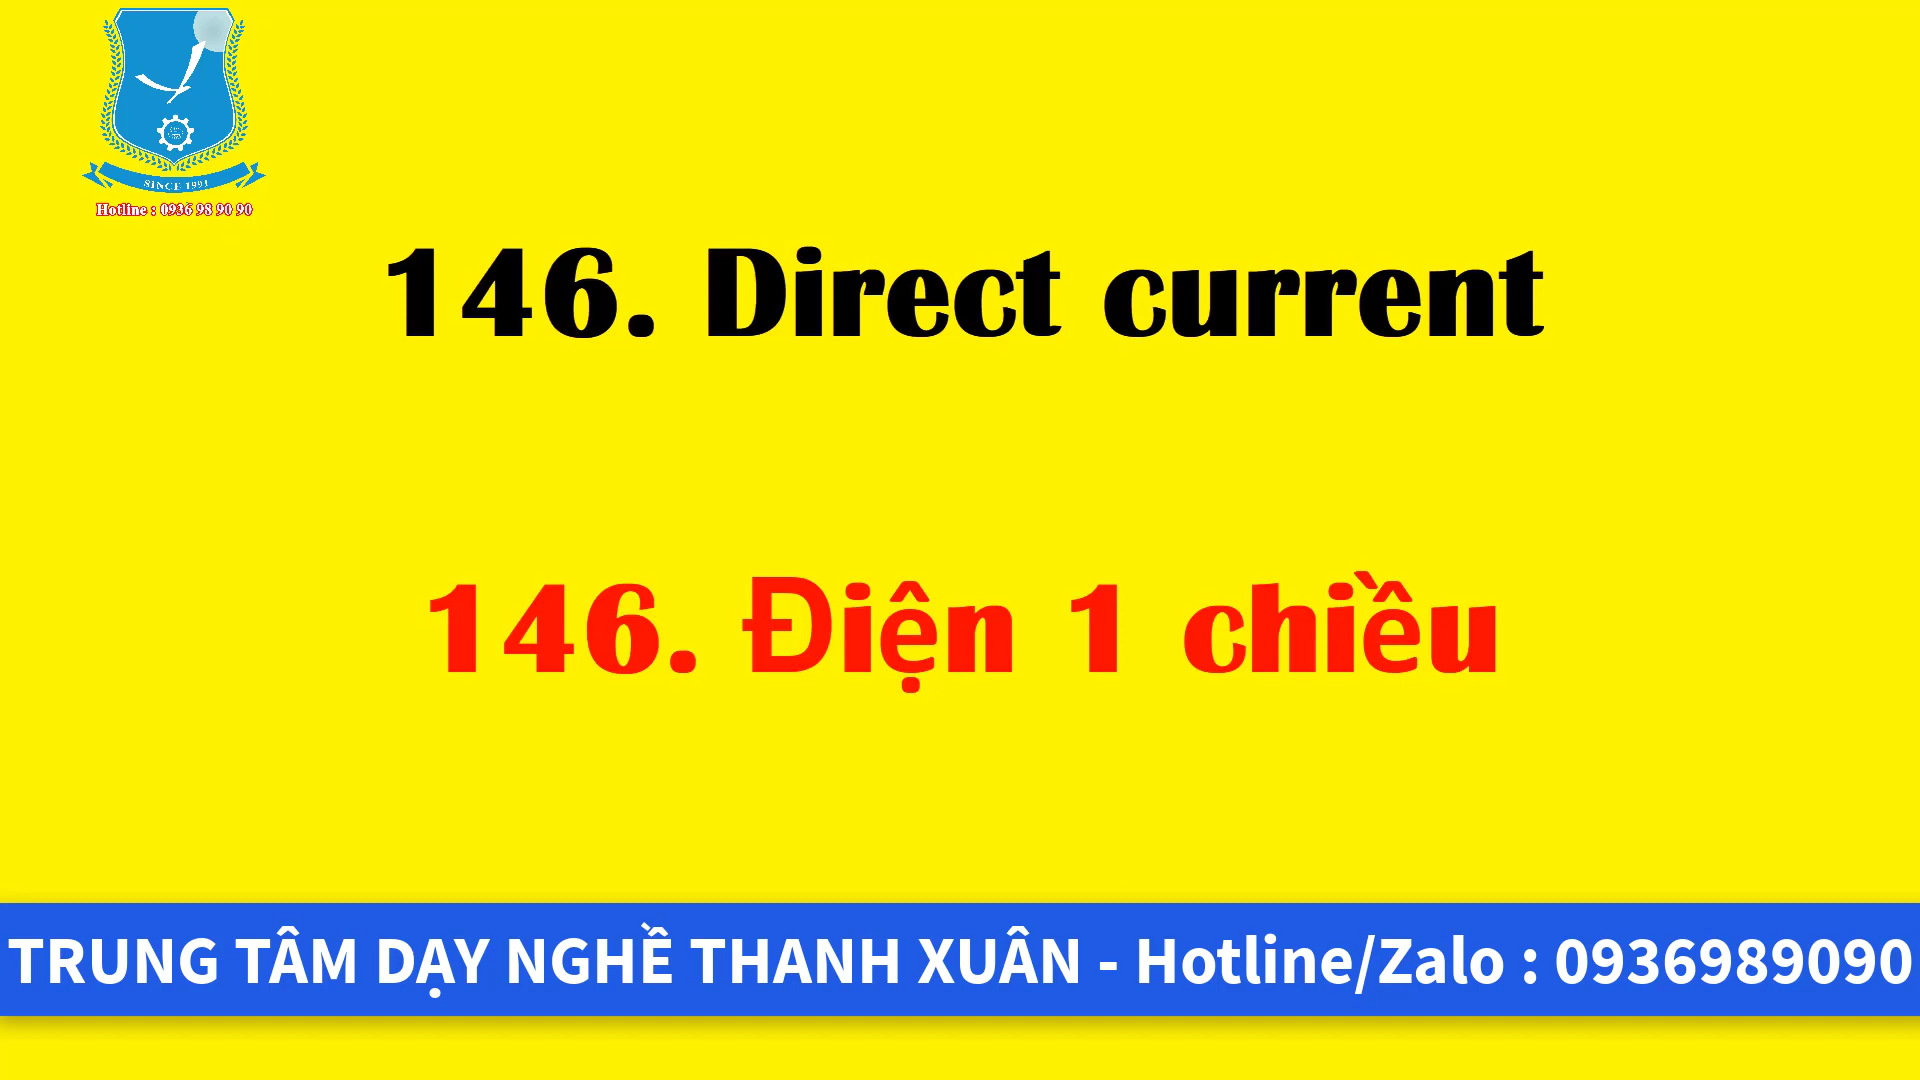 SINCE 1991
Hotline : 0936 98 90 90
146. Direct current
146. Điện 1 chiều
TRUNG TÂM DẠY NGHỀ THANH XUÂN - Hotline/Zalo : 0936989090